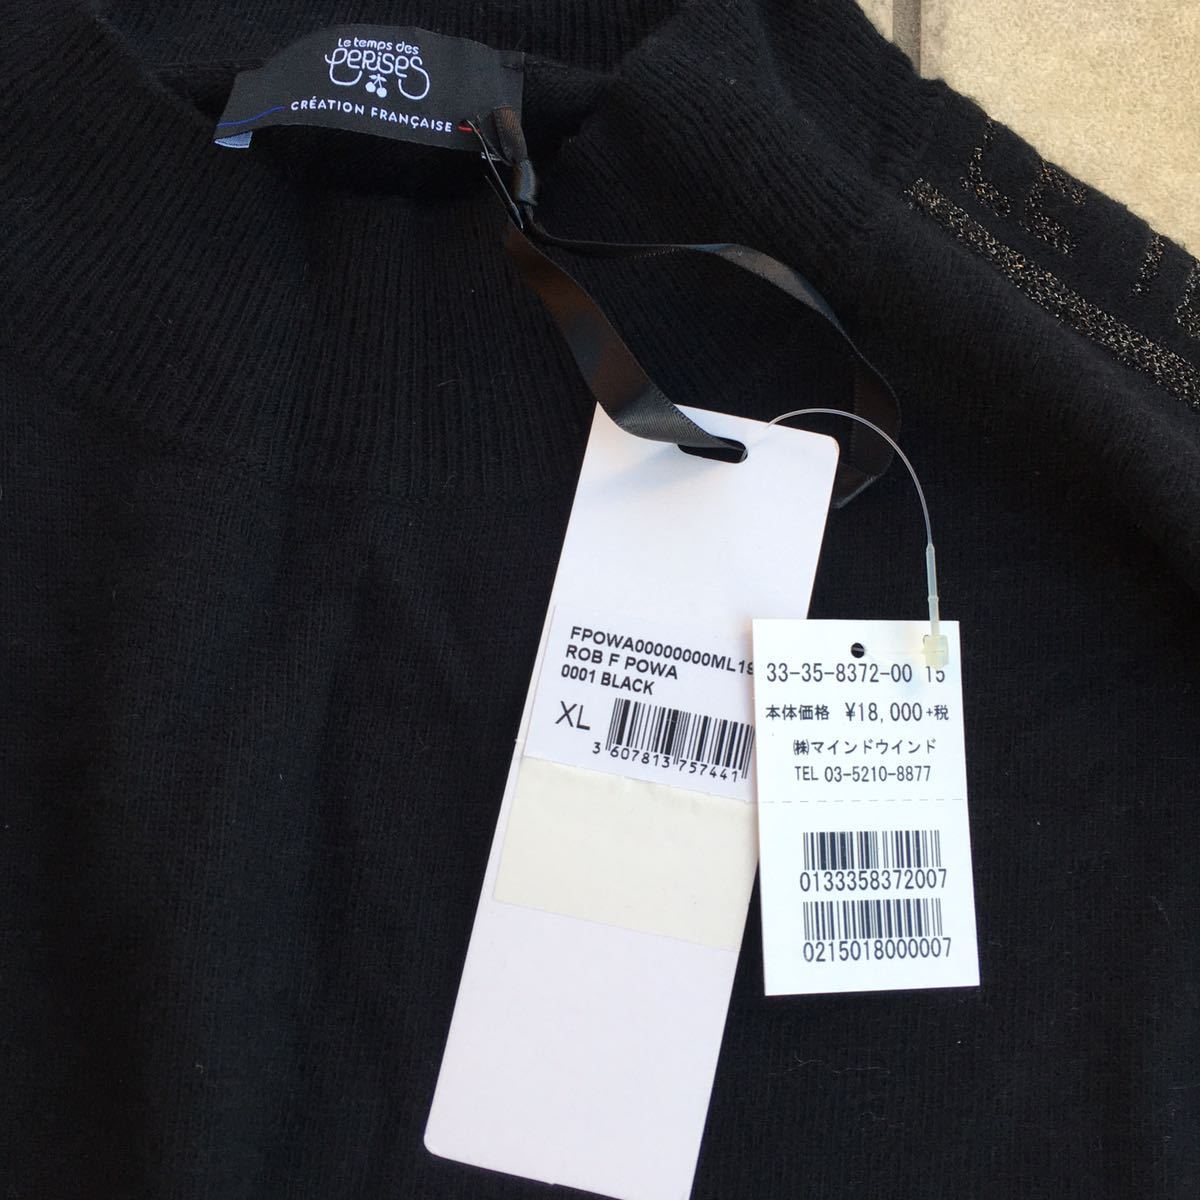 Le temps des
CERISES
CRÉATION FRANÇAISE
FPOWA00000000ML19
ROB F POWA
0001 BLACK
XL
3 607813 757441
33-35-8372-00 15
本体価格 ¥18,000+税
㈱マインドウインド
TEL 03-5210-8877
0133358372007
0215018000007